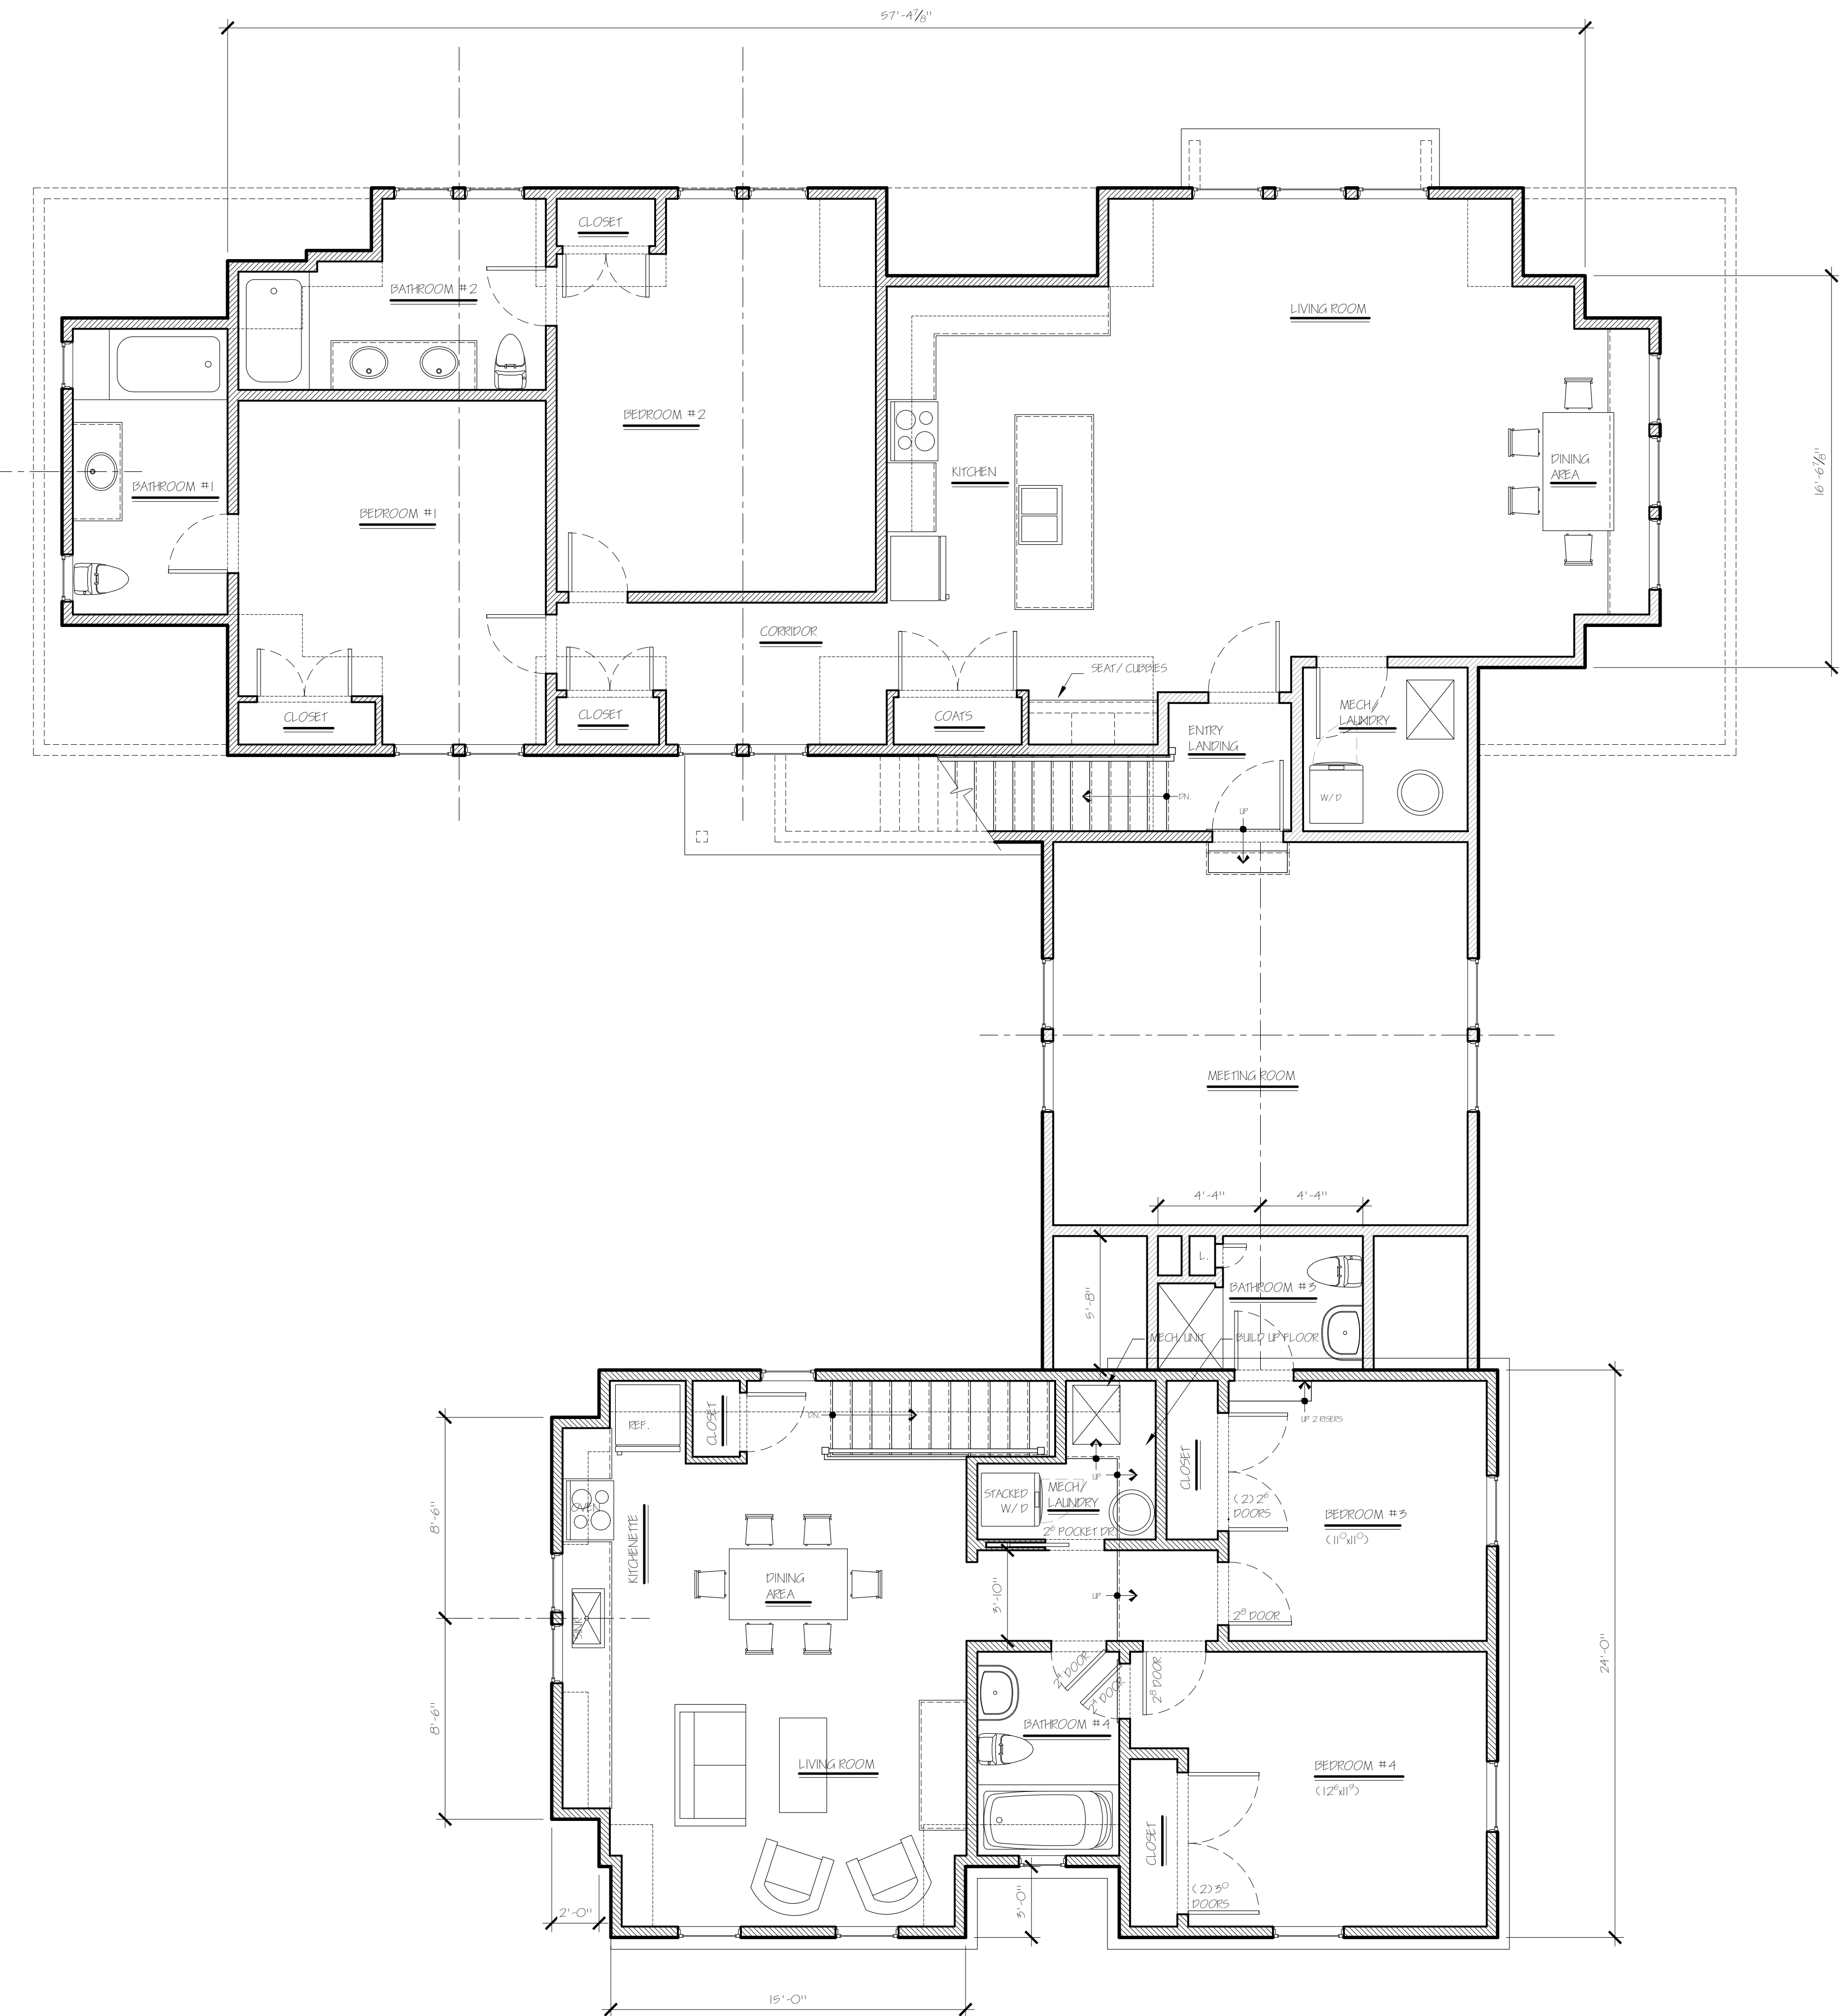 57'-4⅞"
CLOSET
BATHROOM #2
LIVING ROOM
BEDROOM #2
16'-6⅞"
DINING
AREA
KITCHEN
BATHROOM #1
BEDROOM #1
CORRIDOR
SEAT/ CUBBIES
MECH/
LAUNDRY
CLOSET
CLOSET
COATS
ENTRY
LANDING
W/D
DN.
UP
MEETING ROOM
4'-4"
4'-4"
L.
BATHROOM #3
5'-8"
MECH. UNIT
BUILD UP FLOOR
REF.
CLOSET
DN.
UP 2 RISERS
CLOSET
UP
STACKED
W/D
MECH/
LAUNDRY
(2) 2⁶
DOORS
8'-6"
OVEN
KITCHENETTE
2⁶ POCKET DR.
BEDROOM #3
(11⁰x11⁰)
DINING
AREA
3'-10"
UP
2⁸ DOOR
SINK
24'-0"
2⁴ DOOR
2⁴ DOOR
2⁸ DOOR
8'-6"
BATHROOM #4
LIVING ROOM
BEDROOM #4
(12⁶x11⁹)
CLOSET
(2) 3⁰
DOORS
2'-0"
3'-0"
15'-0"